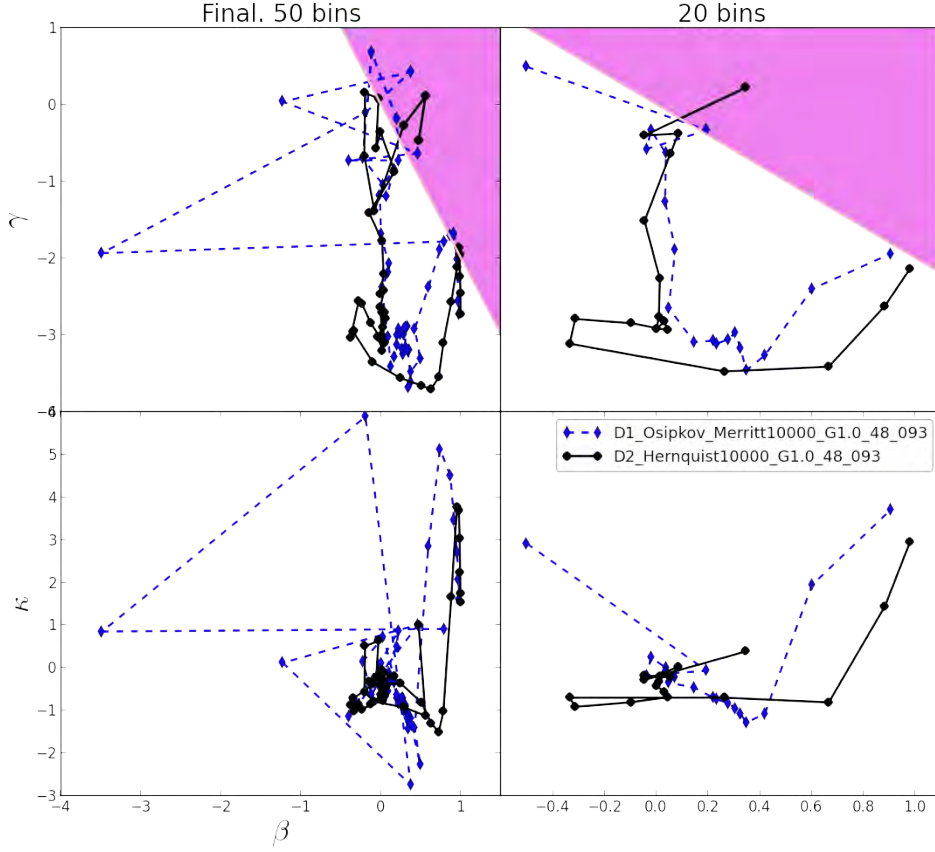 Final. 50 bins
20 bins
1
0
−1
−2
−3
γ
−4
6
5
4
3
2
1
0
−1
−2
−3
κ
D1_Osipkov_Merritt10000_G1.0_48_093
D2_Hernquist10000_G1.0_48_093
−4 −3 −2 −1 0 1
−0.4 −0.2 0.0 0.2 0.4 0.6 0.8 1.0
β